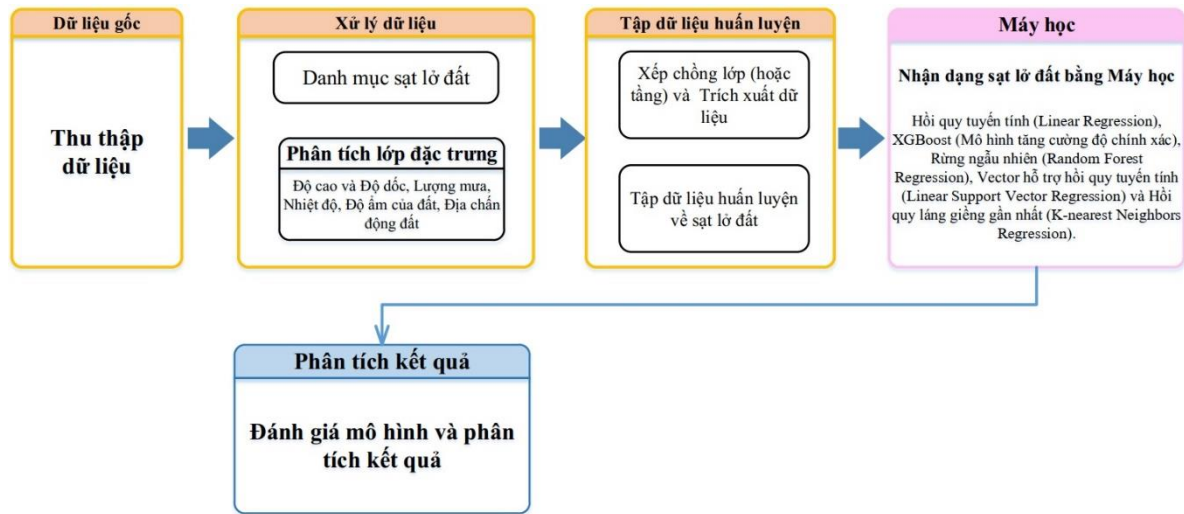 Dữ liệu gốc
Thu thập
dữ liệu
Xử lý dữ liệu
Danh mục sạt lở đất
Phân tích lớp đặc trưng
Độ cao và Độ dốc, Lượng mưa,
Nhiệt độ, Độ ẩm của đất, Địa chấn
động đất
Tập dữ liệu huấn luyện
Xếp chồng lớp (hoặc
tầng) và Trích xuất dữ
liệu
Tập dữ liệu huấn luyện
về sạt lở đất
Máy học
Nhận dạng sạt lở đất bằng Máy học
Hồi quy tuyến tính (Linear Regression),
XGBoost (Mô hình tăng cường độ chính xác),
Rừng ngẫu nhiên (Random Forest
Regression), Vector hỗ trợ hồi quy tuyến tính
(Linear Support Vector Regression) và Hồi
quy láng giềng gần nhất (K-nearest Neighbors
Regression).
Phân tích kết quả
Đánh giá mô hình và phân
tích kết quả